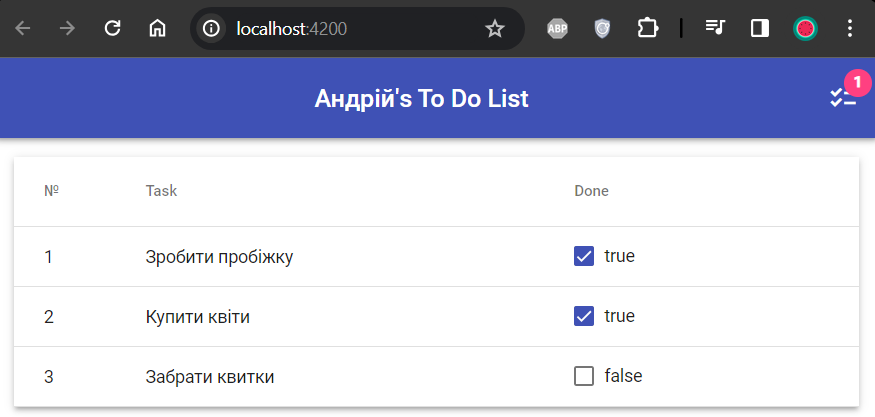 localhost:4200
ABP
Андрій's To Do List
1
№ Task Done
1 Зробити пробіжку true
2 Купити квіти true
3 Забрати квитки false